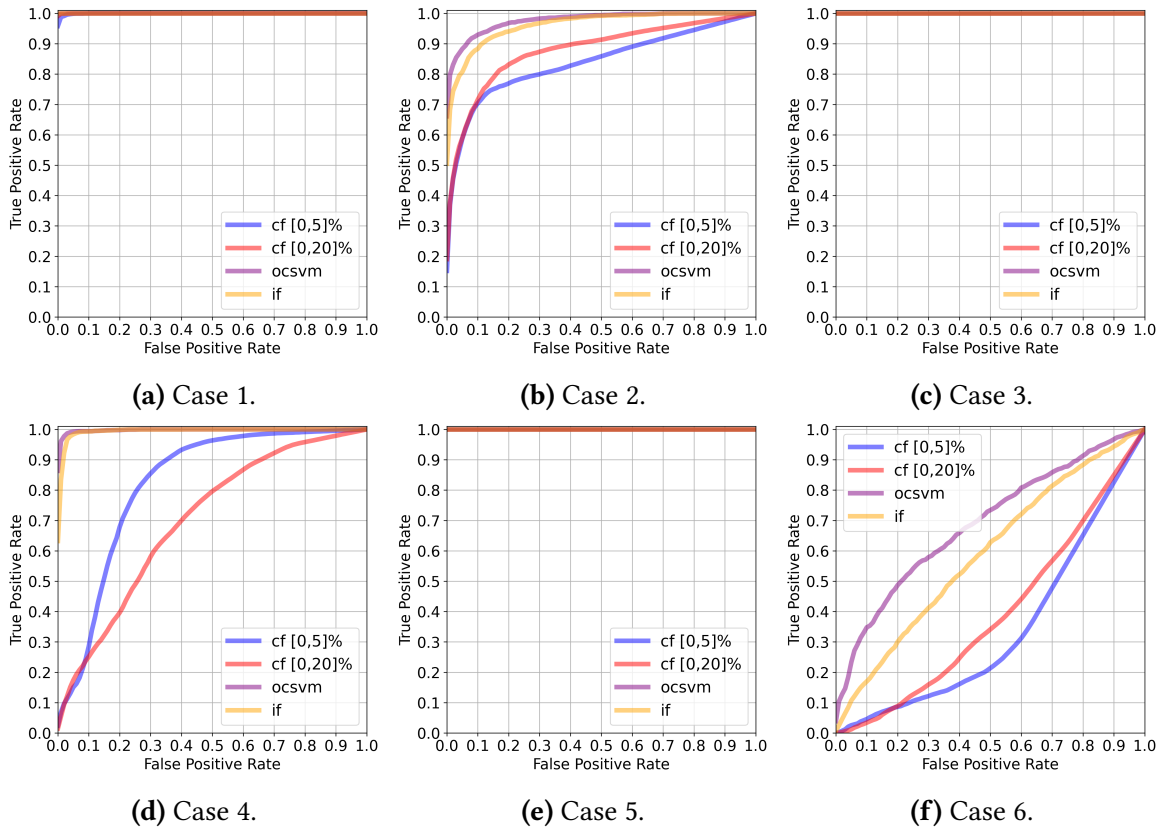 1.0
0.9
0.8
0.7
0.6
0.5
0.4
0.3
0.2
0.1
0.0
True Positive Rate
cf [0,5]%
cf [0,20]%
ocsvm
if
0.0 0.1 0.2 0.3 0.4 0.5 0.6 0.7 0.8 0.9 1.0
False Positive Rate
(a) Case 1.
1.0
0.9
0.8
0.7
0.6
0.5
0.4
0.3
0.2
0.1
0.0
True Positive Rate
cf [0,5]%
cf [0,20]%
ocsvm
if
0.0 0.1 0.2 0.3 0.4 0.5 0.6 0.7 0.8 0.9 1.0
False Positive Rate
(b) Case 2.
1.0
0.9
0.8
0.7
0.6
0.5
0.4
0.3
0.2
0.1
0.0
True Positive Rate
cf [0,5]%
cf [0,20]%
ocsvm
if
0.0 0.1 0.2 0.3 0.4 0.5 0.6 0.7 0.8 0.9 1.0
False Positive Rate
(c) Case 3.
1.0
0.9
0.8
0.7
0.6
0.5
0.4
0.3
0.2
0.1
0.0
True Positive Rate
cf [0,5]%
cf [0,20]%
ocsvm
if
0.0 0.1 0.2 0.3 0.4 0.5 0.6 0.7 0.8 0.9 1.0
False Positive Rate
(d) Case 4.
1.0
0.9
0.8
0.7
0.6
0.5
0.4
0.3
0.2
0.1
0.0
True Positive Rate
cf [0,5]%
cf [0,20]%
ocsvm
if
0.0 0.1 0.2 0.3 0.4 0.5 0.6 0.7 0.8 0.9 1.0
False Positive Rate
(e) Case 5.
1.0
0.9
0.8
0.7
0.6
0.5
0.4
0.3
0.2
0.1
0.0
True Positive Rate
cf [0,5]%
cf [0,20]%
ocsvm
if
0.0 0.1 0.2 0.3 0.4 0.5 0.6 0.7 0.8 0.9 1.0
False Positive Rate
(f) Case 6.